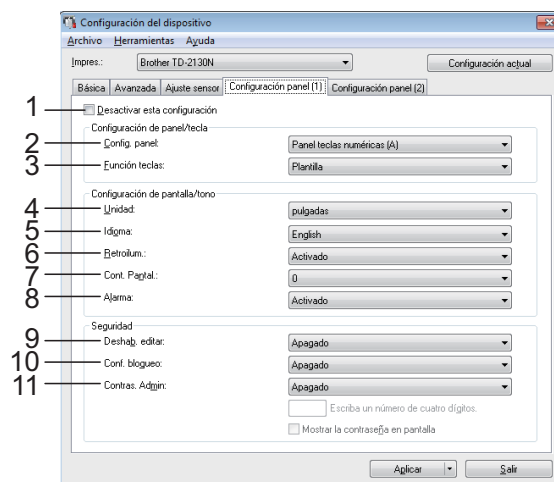 Configuración del dispositivo
Archivo Herramientas Ayuda
Impres.: Brother TD-2130N Configuración actual
Básica Avanzada Ajuste sensor Configuración panel (1) Configuración panel (2)
1 Desactivar esta configuración
Configuración de panel/tecla
2 Config. panel: Panel teclas numéricas (A)
3 Función teclas: Plantilla
Configuración de pantalla/tono
4 Unidad: pulgadas
5 Idioma: English
6 Retroilum.: Activado
7 Cont. Pantal.: 0
8 Alarma: Activado
Seguridad
9 Deshab. editar: Apagado
10 Conf. blogueo: Apagado
11 Contras. Admin: Apagado
Escriba un número de cuatro dígitos.
Mostrar la contraseña en pantalla
Aplicar Salir